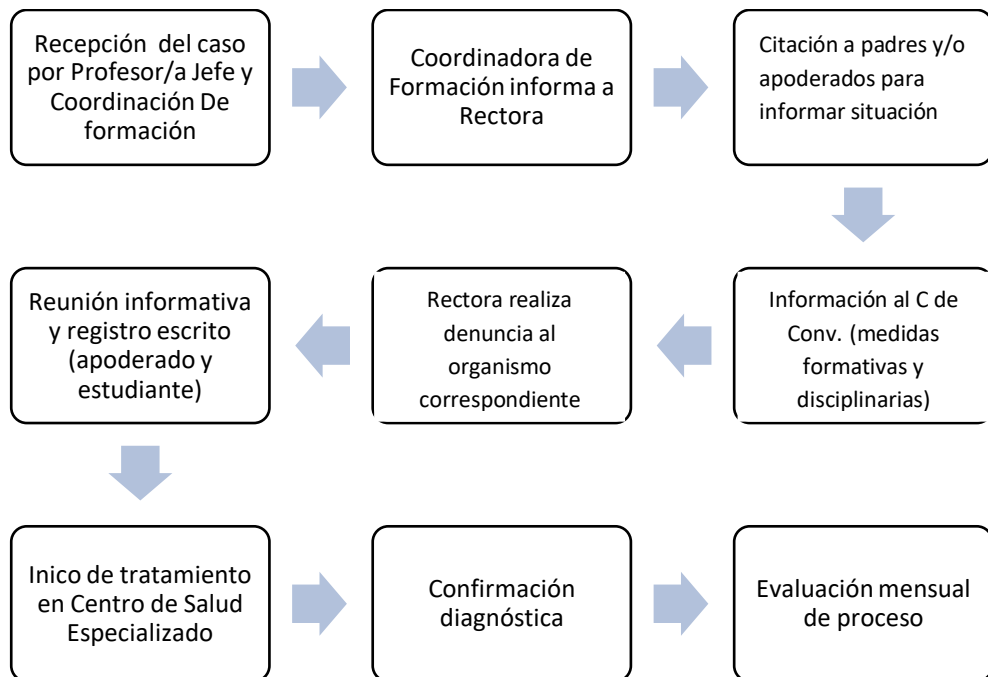 Recepción del caso
por Profesor/a Jefe y
Coordinación De
formación
Coordinadora de
Formación informa a
Rectora
Citación a padres y/o
apoderados para
informar situación
Información al C de
Conv. (medidas
formativas y
disciplinarias)
Rectora realiza
denuncia al
organismo
correspondiente
Reunión informativa
y registro escrito
(apoderado y
estudiante)
Inico de tratamiento
en Centro de Salud
Especializado
Confirmación
diagnóstica
Evaluación mensual
de proceso